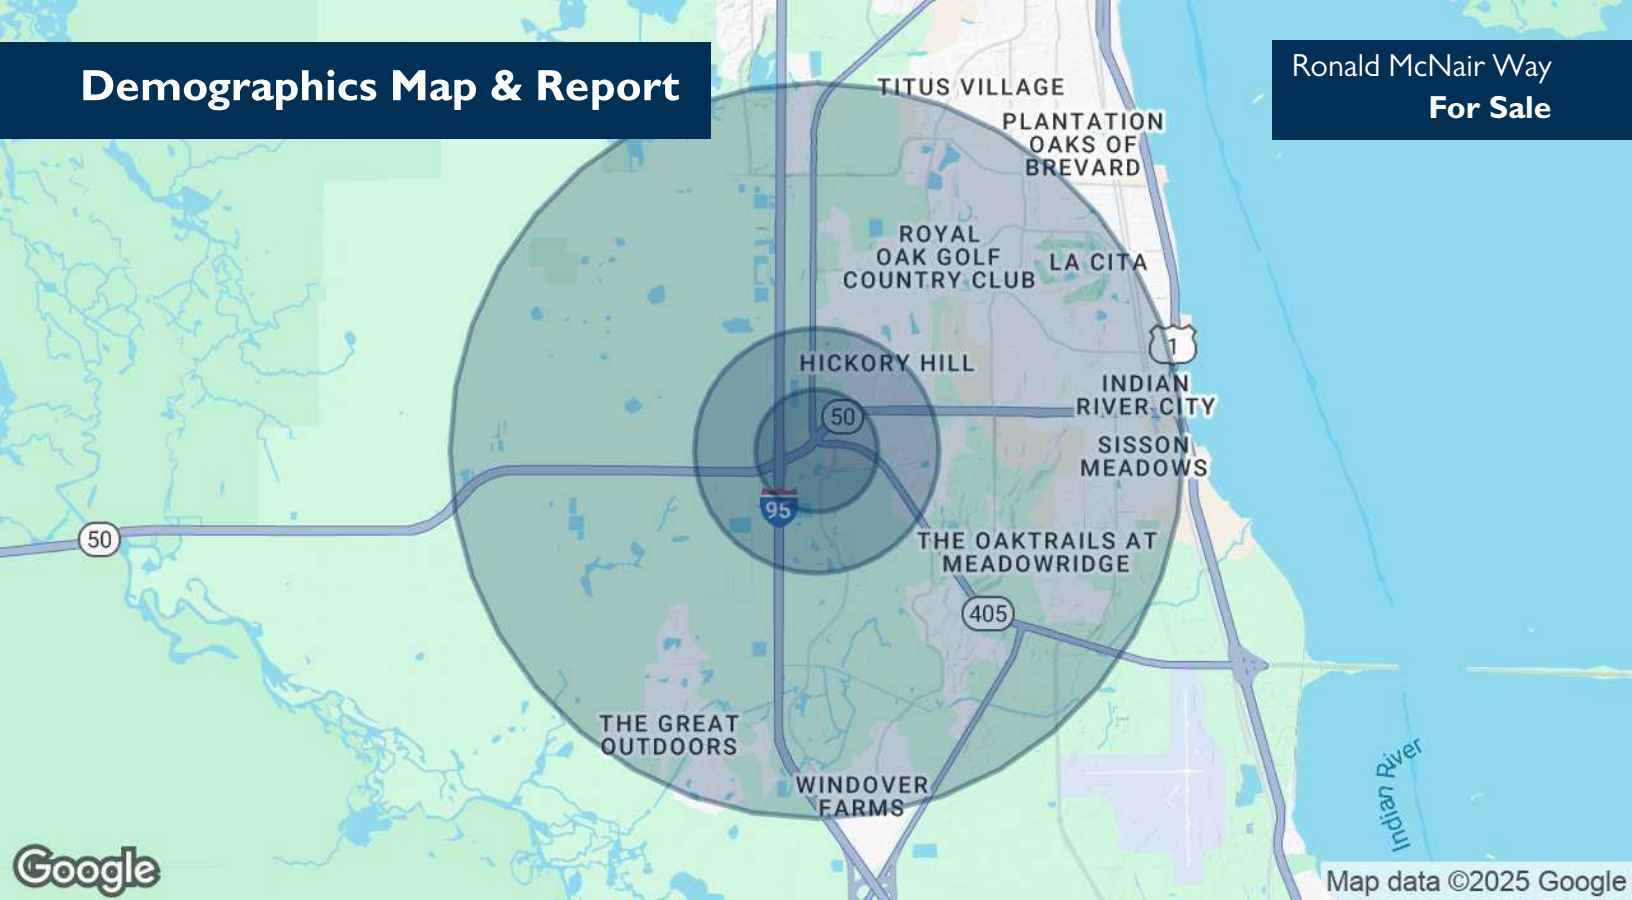 Demographics Map & Report
Ronald McNair Way
For Sale
TITUS VILLAGE
PLANTATION
OAKS OF
BREVARD
ROYAL
OAK GOLF
COUNTRY CLUB
LA CITA
1
HICKORY HILL
INDIAN
RIVER CITY
50
SISSON
MEADOWS
95
50
THE OAKTRAILS AT
MEADOWRIDGE
405
THE GREAT
OUTDOORS
WINDOVER
FARMS
Indian River
Google
Map data ©2025 Google